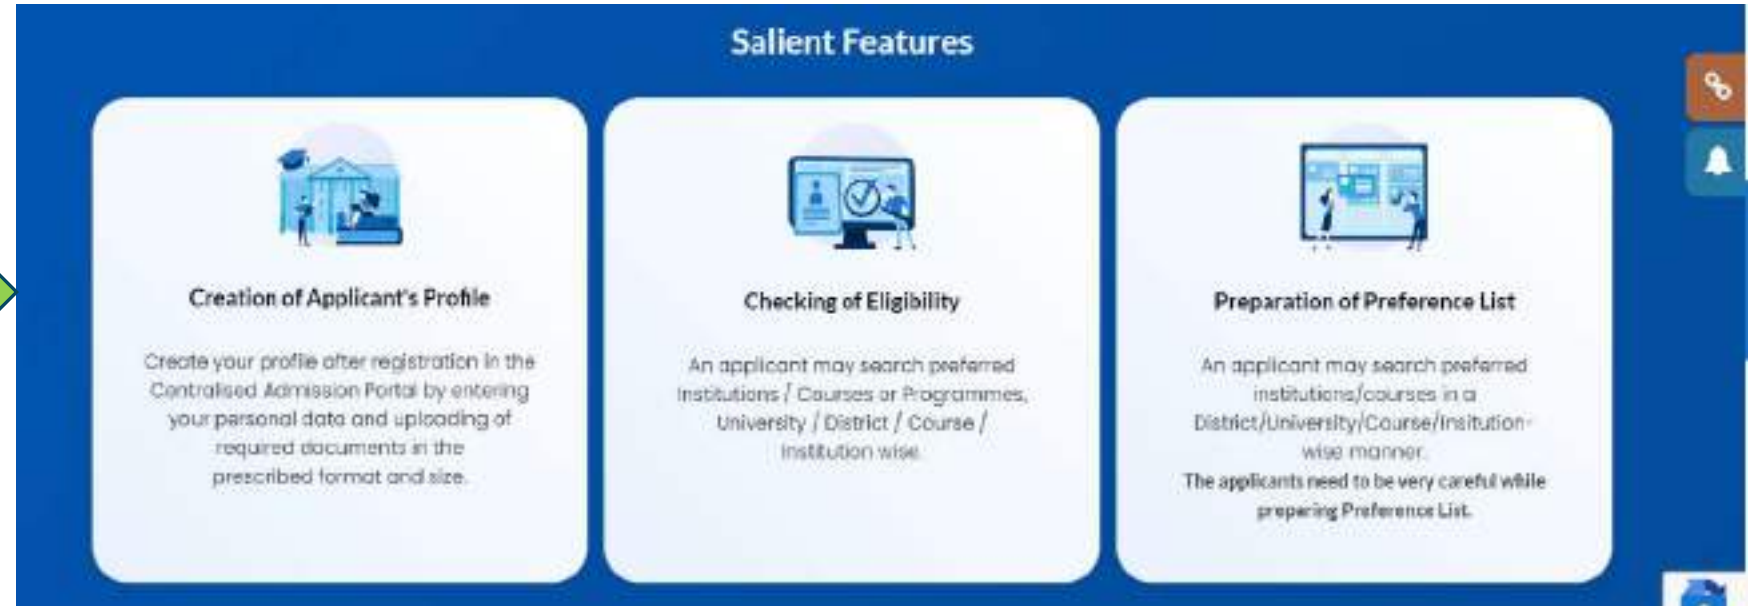 Salient Features
Creation of Applicant's Profile
Create your profile after registration in the
Centralised Admission Portal by entering
your personal data and uploading of
required documents in the
prescribed format and size.
Checking of Eligibility
An applicant may search preferred
Institutions / Courses or Programmes,
University / District / Course /
Institution wise.
Preparation of Preference List
An applicant may search preferred
institutions/courses in a
District/University/Course/Insitution-
wise manner.
The applicants need to be very careful while
preparing Preference List.